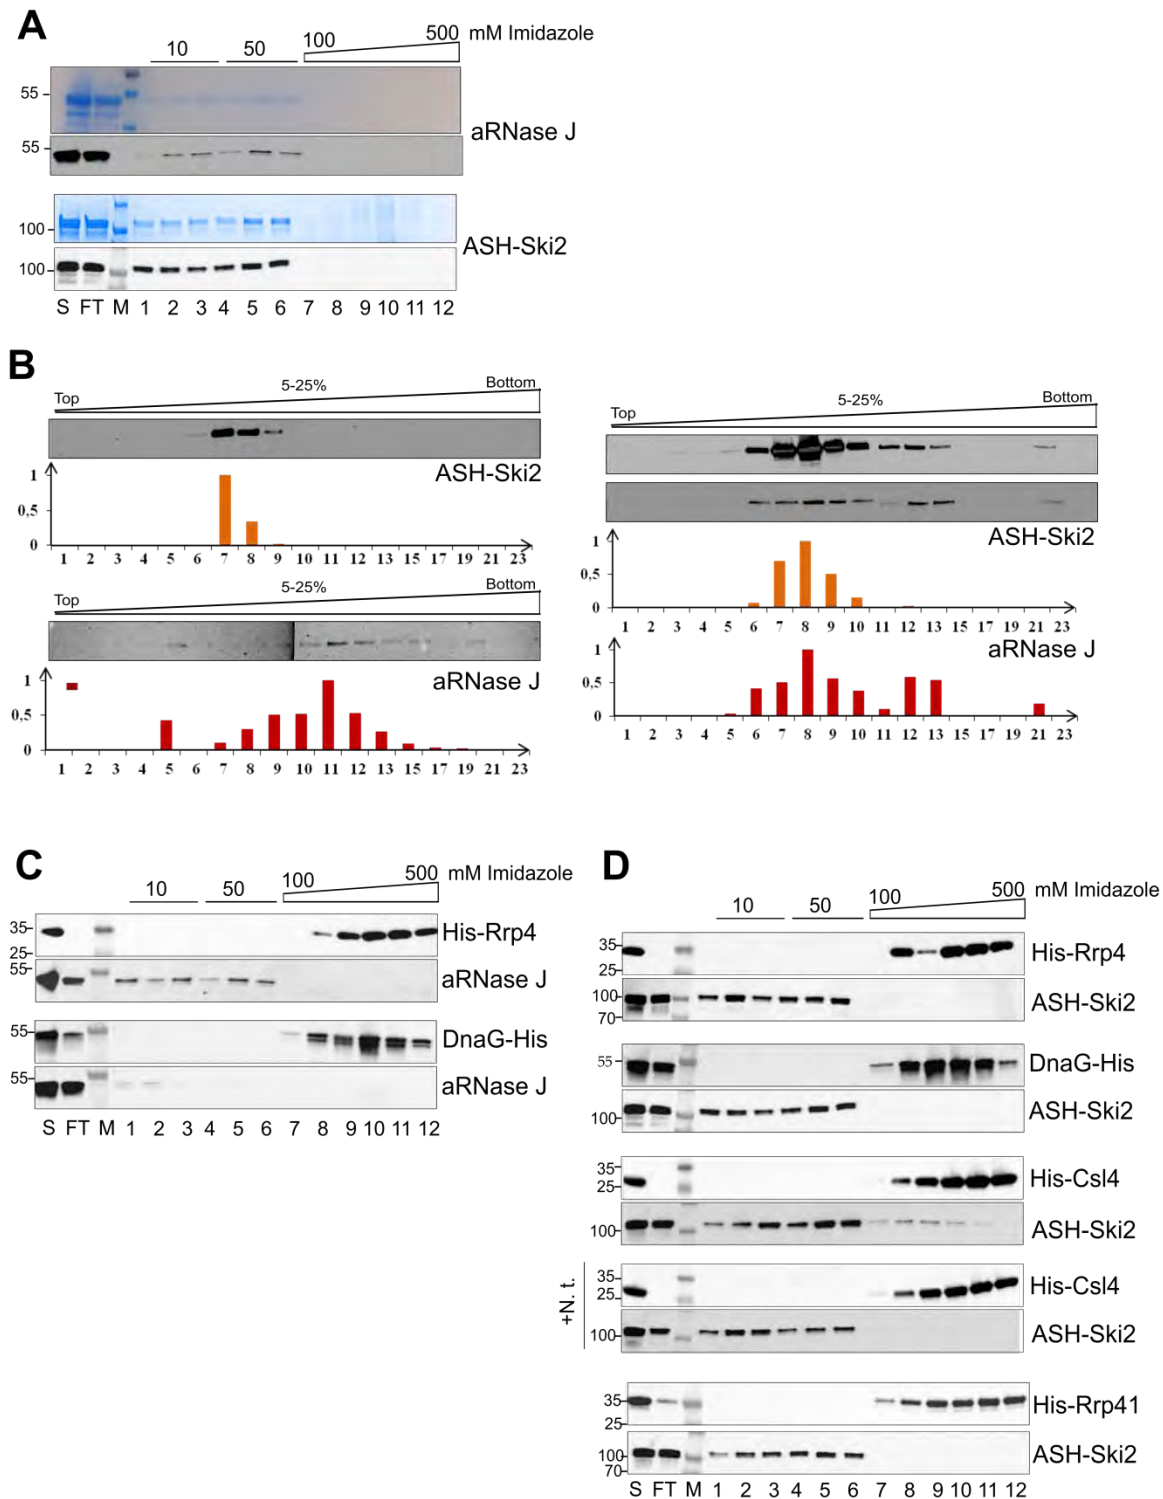 A
10 50 100 500 mM Imidazole
55
aRNase J
55
100
ASH-Ski2
100
S FT M 1 2 3 4 5 6 7 8 9 10 11 12
B
Top 5-25% Bottom
ASH-Ski2
1
0,5
0
1 2 3 4 5 6 7 8 9 10 11 12 13 15 17 19 21 23
Top 5-25% Bottom
aRNase J
1
0,5
0
1 2 3 4 5 6 7 8 9 10 11 12 13 15 17 19 21 23
Top 5-25% Bottom
ASH-Ski2
1
0,5
0
1 2 3 4 5 6 7 8 9 10 11 12 13 15 17 19 21 23
aRNase J
1
0,5
0
1 2 3 4 5 6 7 8 9 10 11 12 13 15 17 19 21 23
C
10 50 100 500 mM Imidazole
35
His-Rrp4
25
55
aRNase J
55
DnaG-His
55
aRNase J
S FT M 1 2 3 4 5 6 7 8 9 10 11 12
D
10 50 100 500 mM Imidazole
35
His-Rrp4
25
100
ASH-Ski2
70
55
DnaG-His
ASH-Ski2
100
35
His-Csl4
25
ASH-Ski2
100
+N. t.
35
His-Csl4
25
ASH-Ski2
100
35
His-Rrp41
25
100
ASH-Ski2
70
S FT M 1 2 3 4 5 6 7 8 9 10 11 12